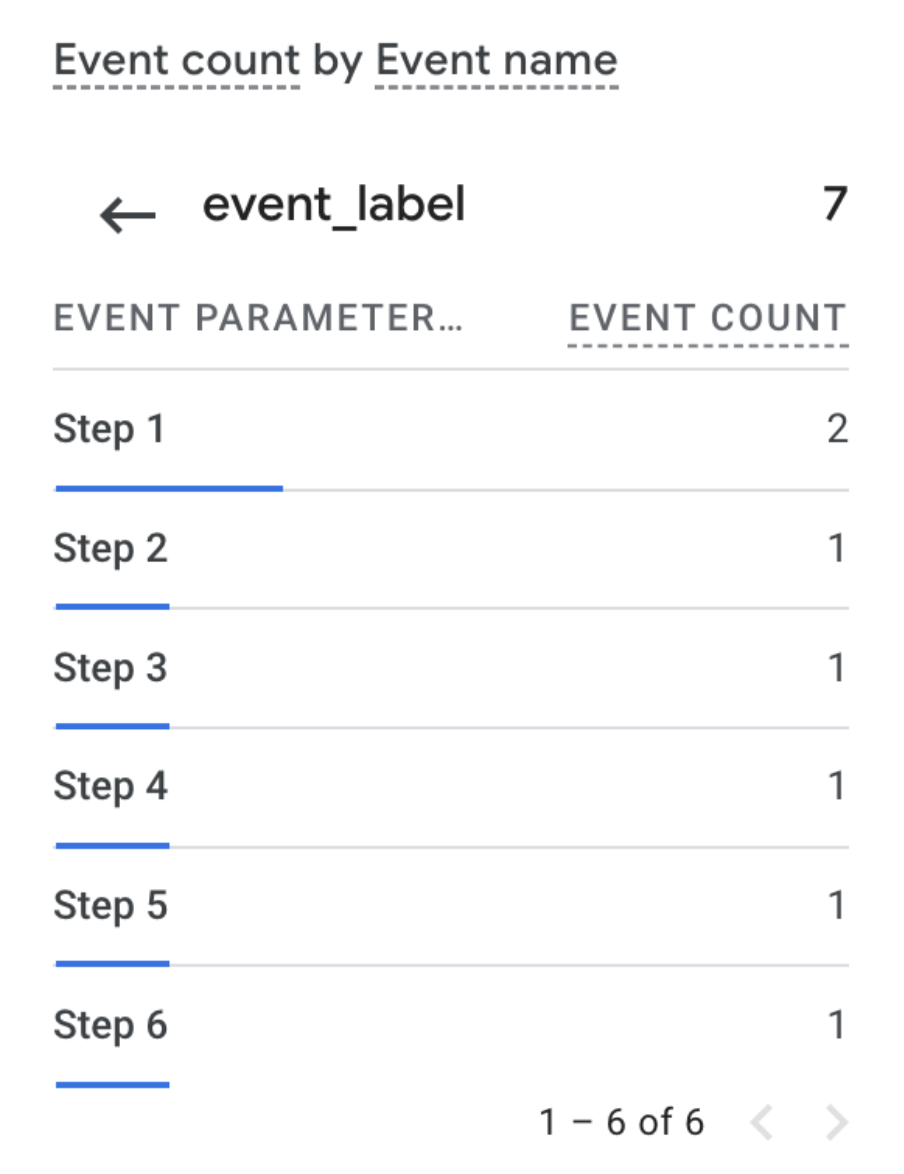 Event count by Event name
event_label 7
EVENT PARAMETER... EVENT COUNT
Step 1 2
Step 2 1
Step 3 1
Step 4 1
Step 5 1
Step 6 1
1 – 6 of 6